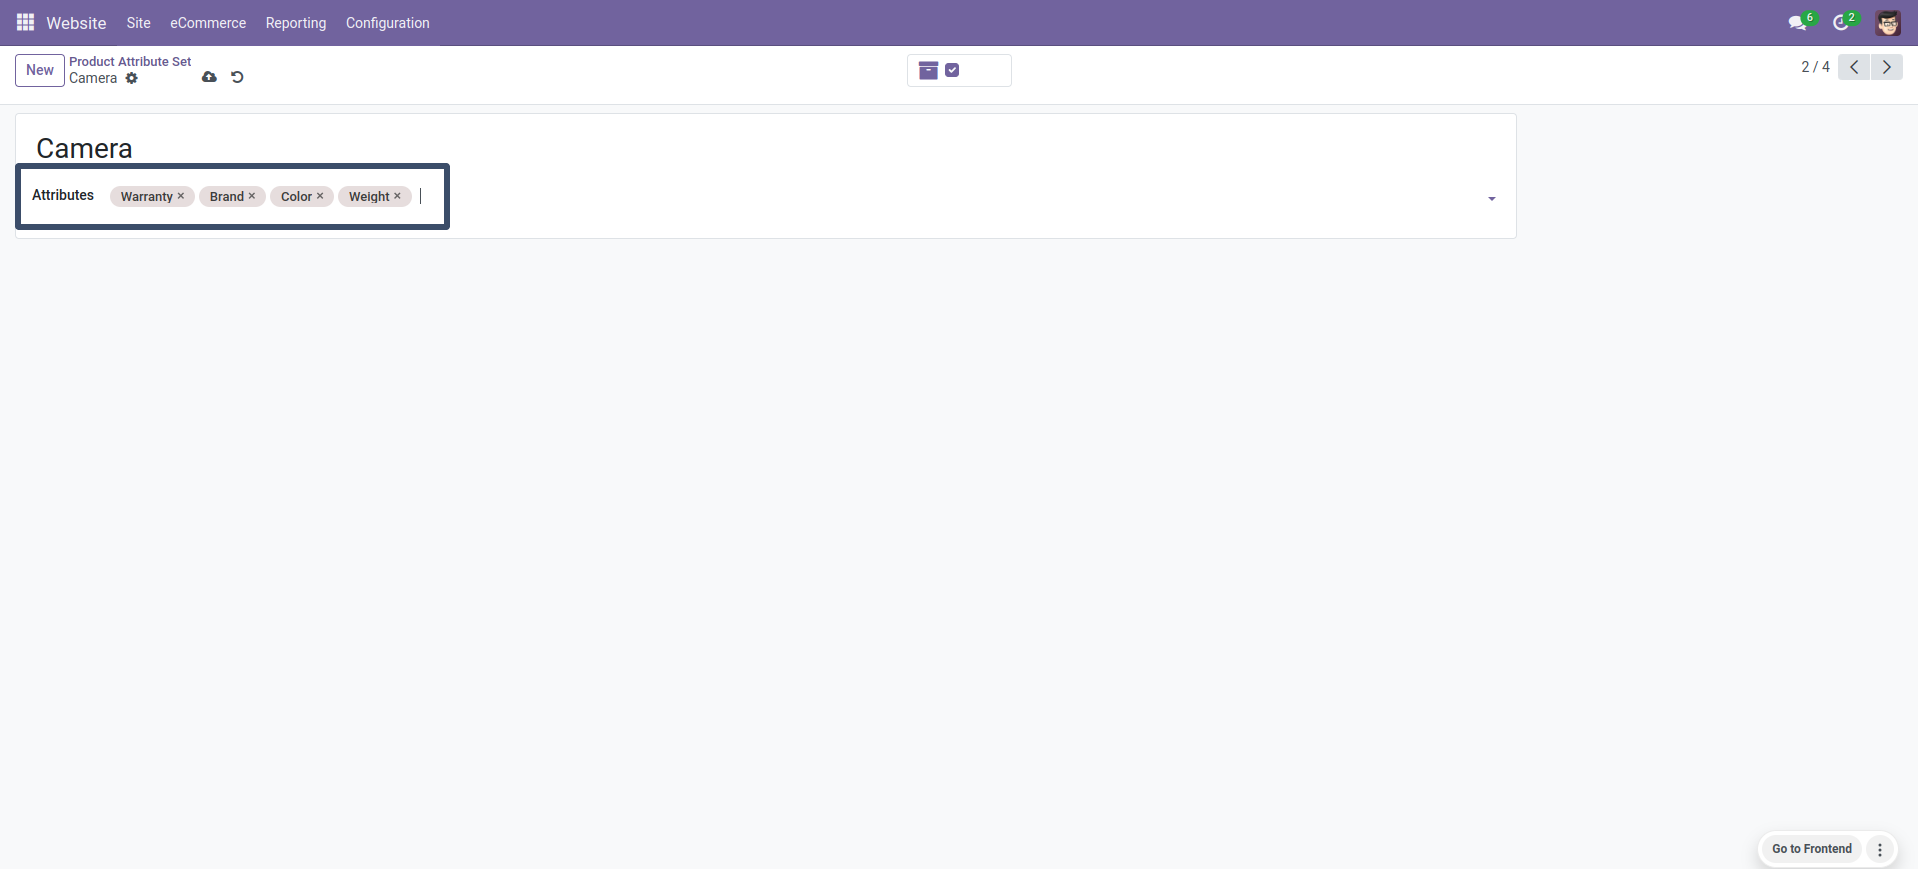 Website Site eCommerce Reporting Configuration 6 2
New Product Attribute Set
Camera
2 / 4
Camera
Attributes Warranty × Brand × Color × Weight ×
Go to Frontend